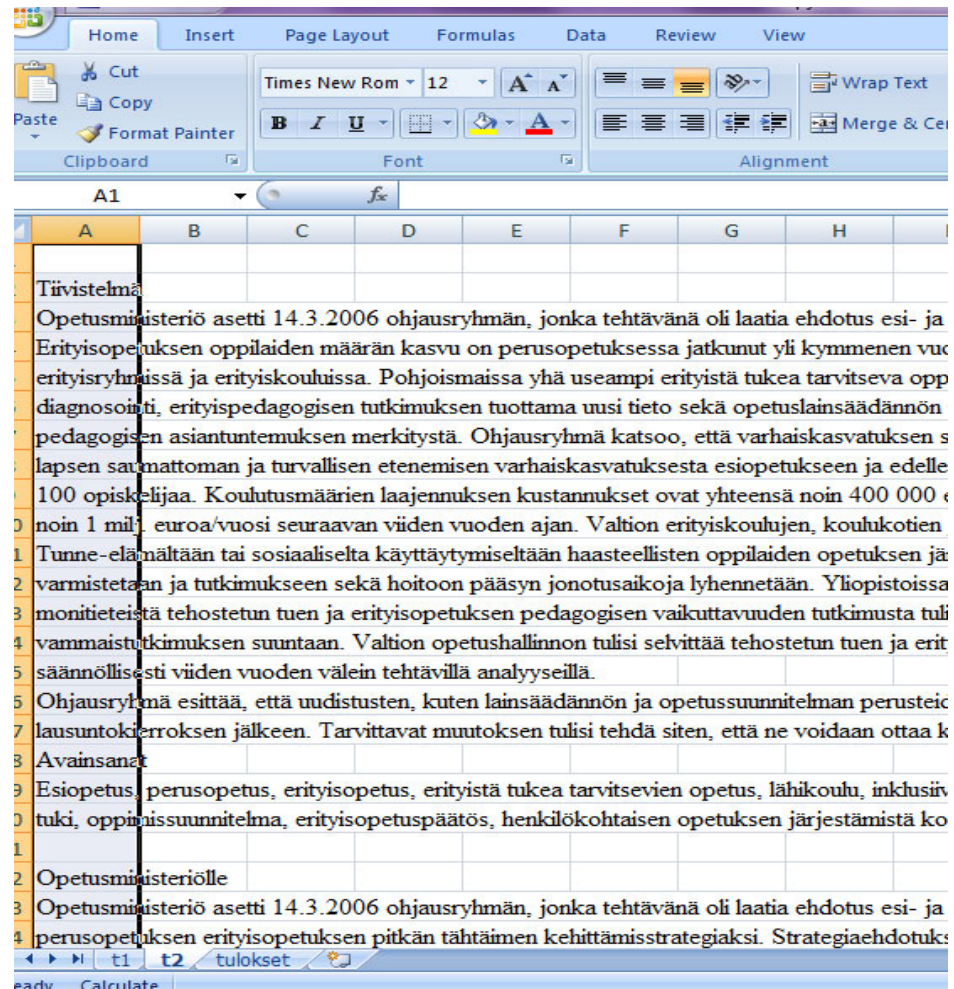 Home Insert Page Layout Formulas Data Review View
Cut
Copy
Format Painter
Paste
Times New Rom 12 A A
B I U A
Wrap Text
Merge & Cen
Clipboard Font Alignment
A1 fx
A B C D E F G H
Tiivistelmä
Opetusministeriö asetti 14.3.2006 ohjausryhmän, jonka tehtävänä oli laatia ehdotus esi- ja
Erityisopetuksen oppilaiden määrän kasvu on perusopetuksessa jatkunut yli kymmenen vuo
erityisryhmissä ja erityiskouluissa. Pohjoismaissa yhä useampi erityistä tukea tarvitseva opp
diagnosointi, erityispedagogisen tutkimuksen tuottama uusi tieto sekä opetuslainsäädännön
pedagogisen asiantuntemuksen merkitystä. Ohjausryhmä katsoo, että varhaiskasvatuksen s
lapsen saumattoman ja turvallisen etenemisen varhaiskasvatuksesta esiopetukseen ja edelle
100 opiskelijaa. Koulutusmäärien laajennuksen kustannukset ovat yhteensä noin 400 000 e
noin 1 milj. euroa/vuosi seuraavan viiden vuoden ajan. Valtion erityiskoulujen, koulukotien
Tunne-elämältään tai sosiaaliselta käyttäytymiseltään haasteellisten oppilaiden opetuksen jä
varmistetaan ja tutkimukseen sekä hoitoon pääsyn jonotusaikoja lyhennetään. Yliopistoissa
monitieteistä tehostetun tuen ja erityisopetuksen pedagogisen vaikuttavuuden tutkimusta tuli
vammaistutkimuksen suuntaan. Valtion opetushallinnon tulisi selvittää tehostetun tuen ja erit
säännöllisesti viiden vuoden välein tehtävillä analyyseillä.
Ohjausryhmä esittää, että uudistusten, kuten lainsäädännön ja opetussuunnitelman perusteid
lausuntokierroksen jälkeen. Tarvittavat muutoksen tulisi tehdä siten, että ne voidaan ottaa k
Avainsanat
Esiopetus, perusopetus, erityisopetus, erityistä tukea tarvitsevien opetus, lähikoulu, inklusiiv
tuki, oppimissuunnitelma, erityisopetuspäätös, henkilökohtaisen opetuksen järjestämistä ko
Opetusministeriölle
Opetusministeriö asetti 14.3.2006 ohjausryhmän, jonka tehtävänä oli laatia ehdotus esi- ja
perusopetuksen erityisopetuksen pitkän tähtäimen kehittämisstrategiaksi. Strategiaehdotuks
t1 t2 tulokset
eady Calculate